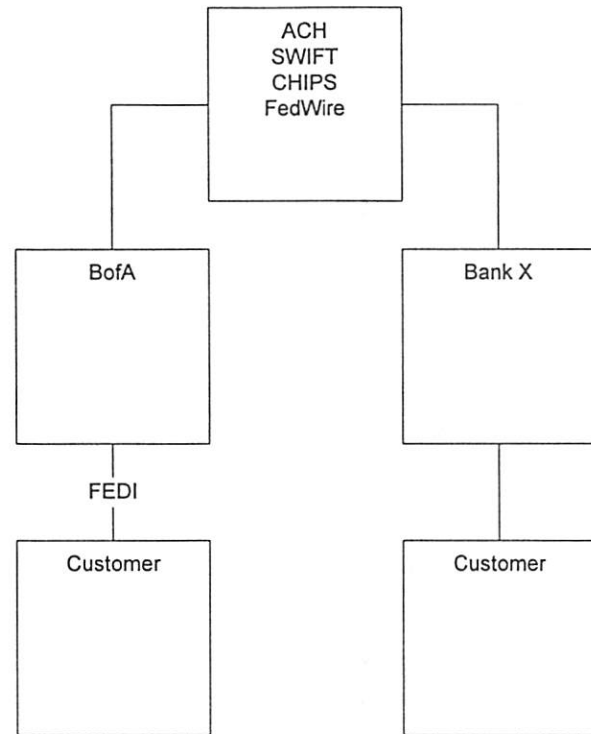 ACH
SWIFT
CHIPS
FedWire
BofA
Bank X
FEDI
Customer
Customer